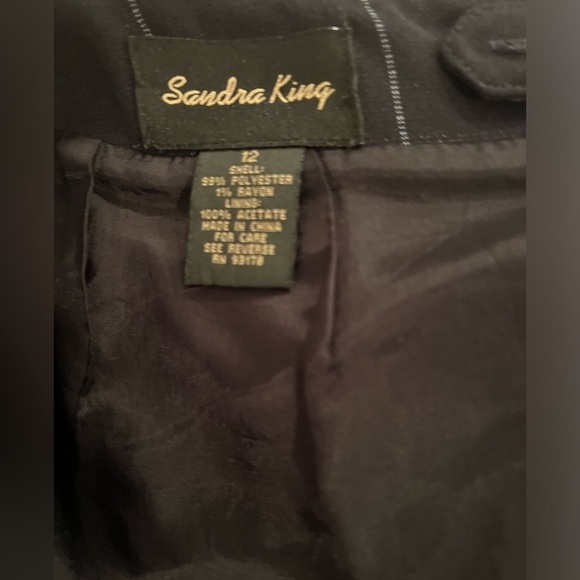 Sandra King
12
SHELL:
99% POLYESTER
1% RAYON
LINING:
100% ACETATE
MADE IN CHINA
FOR CARE
SEE REVERSE
RN 93178